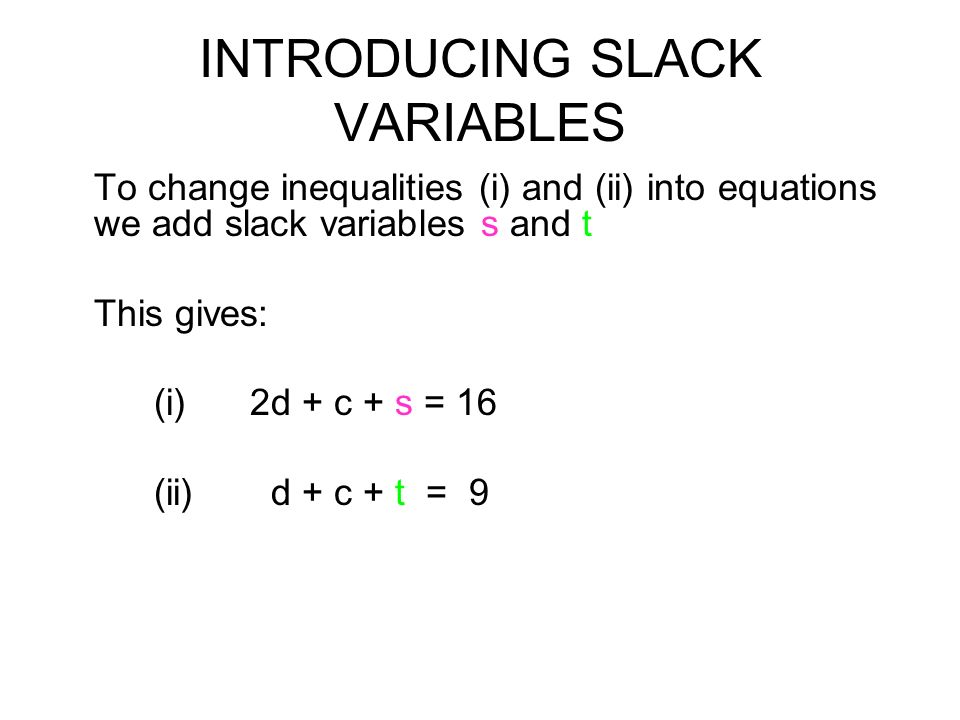 INTRODUCING SLACK
VARIABLES
To change inequalities (i) and (ii) into equations
we add slack variables s and t
This gives:
(i) 2d + c + s = 16
(ii) d + c + t = 9